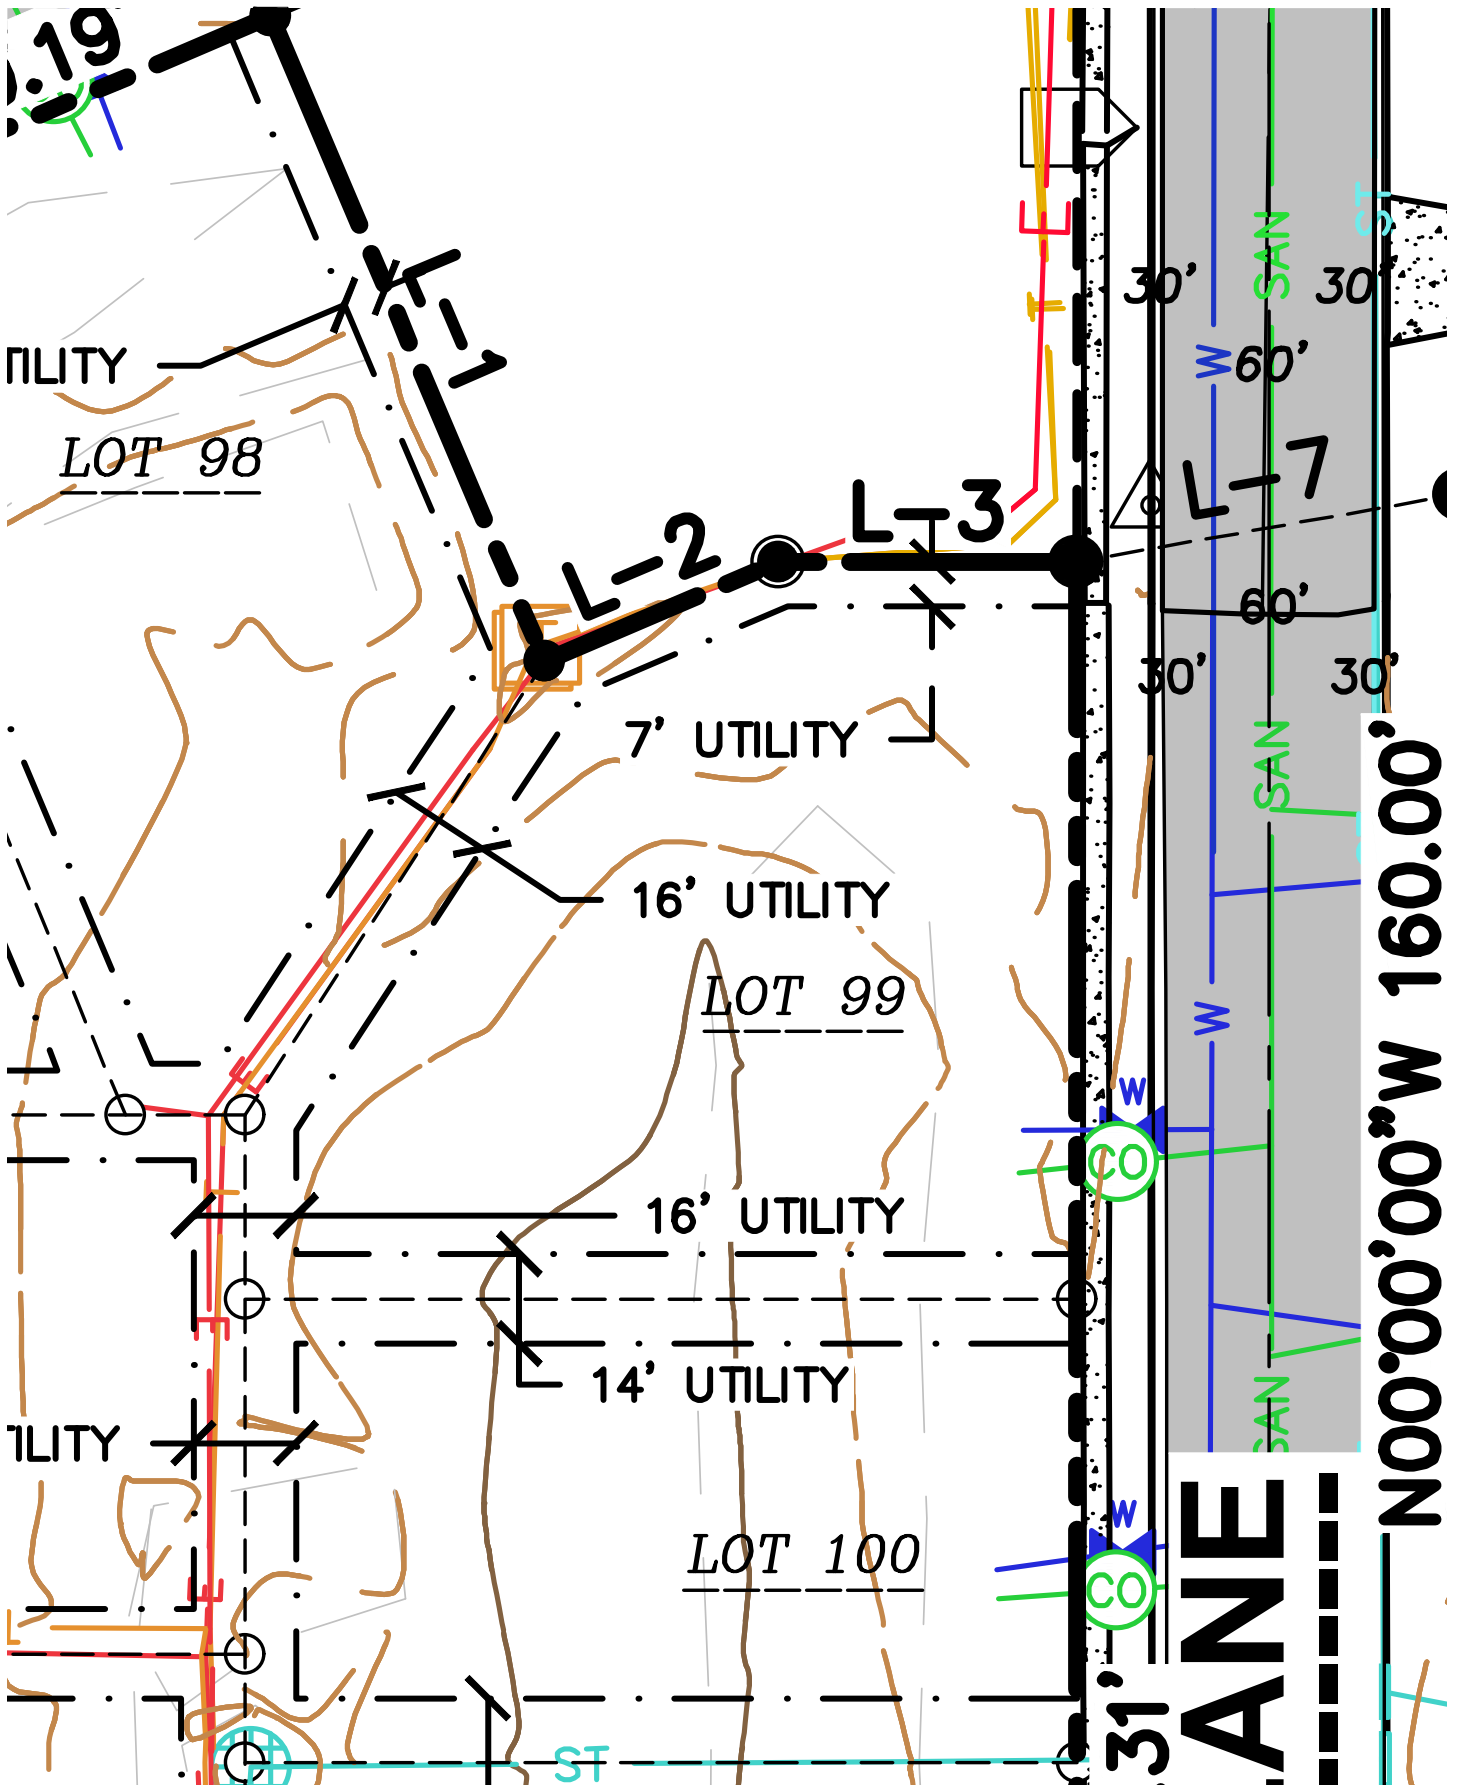 .19
L-1
TILITY
LOT 98
L-2
L-3
30'
30'
W
60'
SAN
ST
T
E
L-7
60'
30'
30'
7' UTILITY
SAN
16' UTILITY
LOT 99
W
W
CO
16' UTILITY
14' UTILITY
ILITY
SAN
N00°00'00"W 160.00'
LOT 100
W
CO
31'
ANE
ST